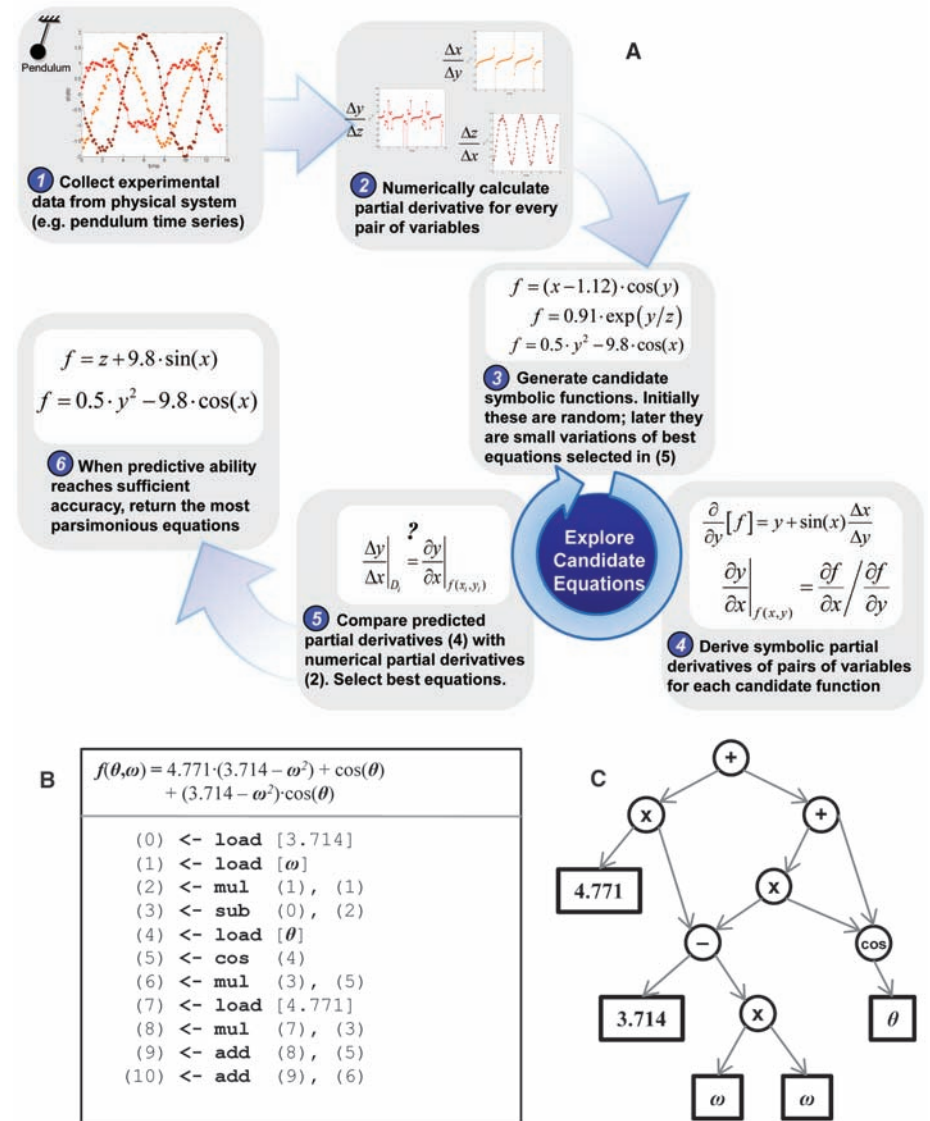 Pendulum
state
time
1 Collect experimental
data from physical system
(e.g. pendulum time series)
Δx
Δy
Δy
Δz
Δz
Δx
2 Numerically calculate
partial derivative for every
pair of variables
A
f = (x−1.12)·cos(y)
f = 0.91·exp(y/z)
f = 0.5·y² −9.8·cos(x)
3 Generate candidate
symbolic functions. Initially
these are random; later they
are small variations of best
equations selected in (5)
Explore
Candidate
Equations
∂/∂y [f] = y + sin(x) Δx/Δy
∂y/∂x |f(x,y) = ∂f/∂x / ∂f/∂y
4 Derive symbolic partial
derivatives of pairs of variables
for each candidate function
?
Δy/Δx |Dᵢ = ∂y/∂x |f(xᵢ,yᵢ)
5 Compare predicted
partial derivatives (4) with
numerical partial derivatives
(2). Select best equations.
f = z + 9.8·sin(x)
f = 0.5·y² −9.8·cos(x)
6 When predictive ability
reaches sufficient
accuracy, return the most
parsimonious equations
B
f(θ,ω) = 4.771·(3.714 – ω²) + cos(θ)
+ (3.714 – ω²)·cos(θ)
(0) <- load [3.714]
(1) <- load [ω]
(2) <- mul (1), (1)
(3) <- sub (0), (2)
(4) <- load [θ]
(5) <- cos (4)
(6) <- mul (3), (5)
(7) <- load [4.771]
(8) <- mul (7), (3)
(9) <- add (8), (5)
(10) <- add (9), (6)
C
+
x
+
4.771
x
–
cos
3.714
x
θ
ω
ω